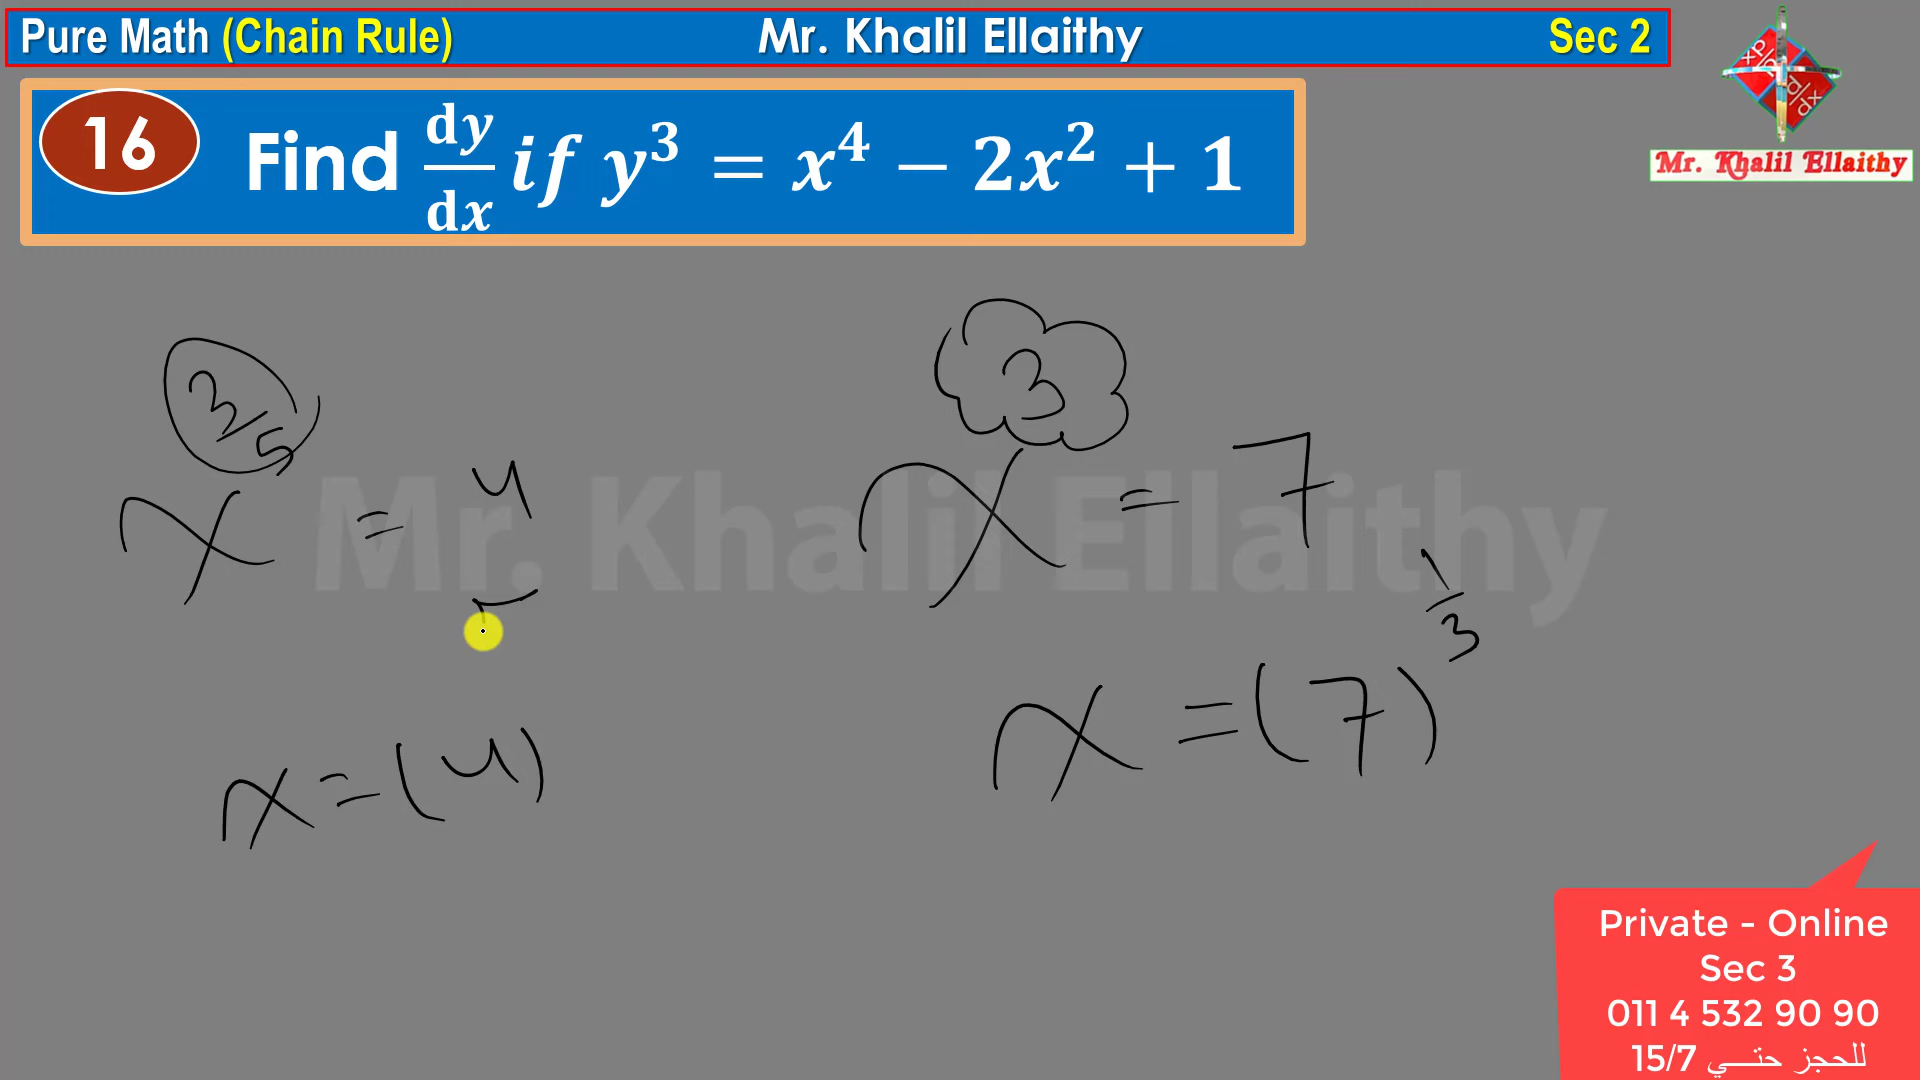 Pure Math (Chain Rule) Mr. Khalil Ellaithy Sec 2
16 Find dy/dx if y³ = x⁴ − 2x² + 1
Mr. Khalil Ellaithy
x^(3/5) = 4
x³ = 7
Mr. Khalil Ellaithy
x = (4)
x = (7)^(1/3)
Private - Online
Sec 3
011 4 532 90 90
للحجز حتــــي 15/7